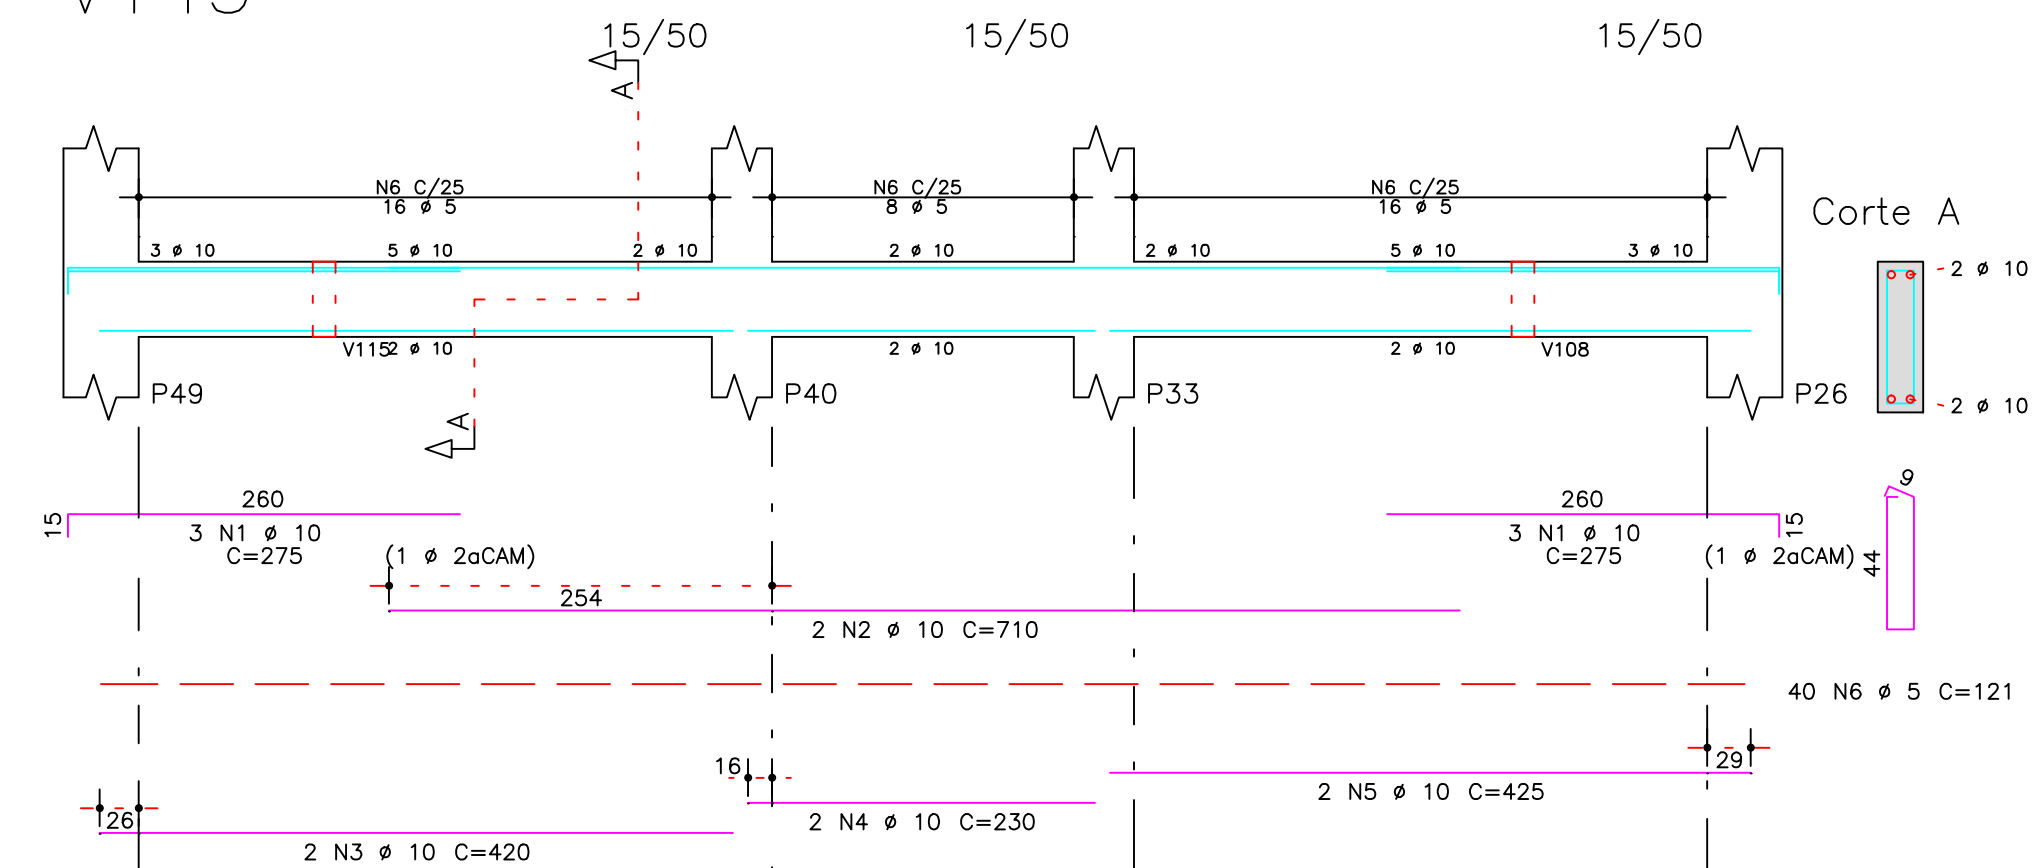 15/50 15/50 15/50
A
N6 C/25 N6 C/25 N6 C/25
16 ø 5 8 ø 5 16 ø 5
Corte A
3 ø 10 5 ø 10 2 ø 10 2 ø 10 2 ø 10 5 ø 10 3 ø 10
2 ø 10
V115 2 ø 10 2 ø 10 2 ø 10 V108
P49 P40 P33 P26
2 ø 10
A
9
260 260
15 15
3 N1 ø 10 3 N1 ø 10
C=275 (1 ø 2aCAM) C=275 (1 ø 2aCAM)
44
254
2 N2 ø 10 C=710
40 N6 ø 5 C=121
16 29
2 N5 ø 10 C=425
26 2 N4 ø 10 C=230
2 N3 ø 10 C=420